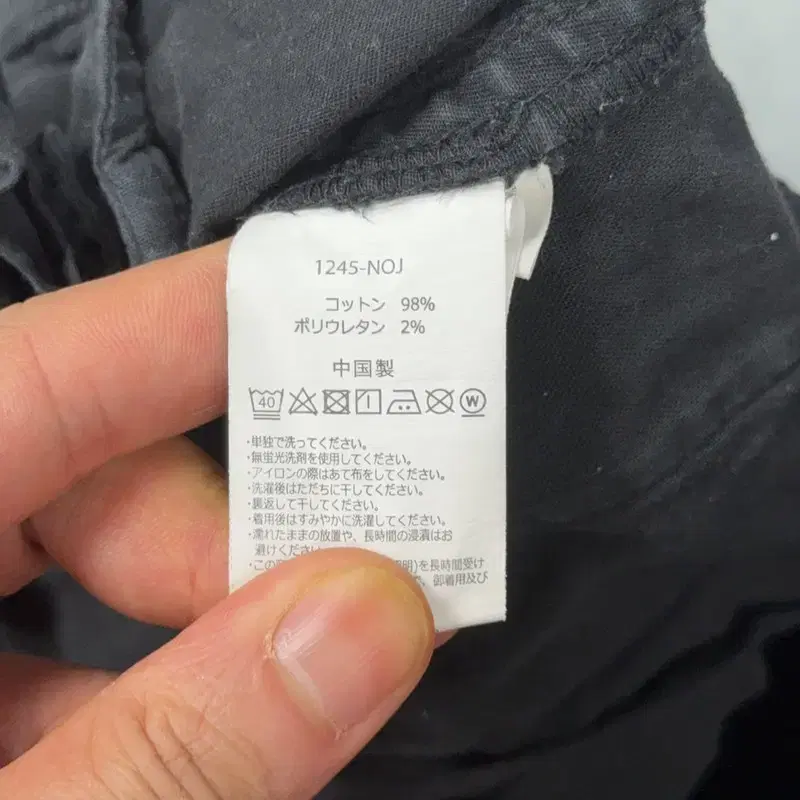 1245-NOJ
コットン 98%
ポリウレタン 2%
中国製
40 W
・単独で洗ってください。
・無蛍光洗剤を使用してください。
・アイロンの際はあて布をしてください。
・洗濯後はただちに干してください。
・裏返して干してください。
・着用後はすみやかに洗濯してください。
・濡れたままの放置や、長時間の浸漬はお
避けください
・この 明)を長時間受け
、御着用及び